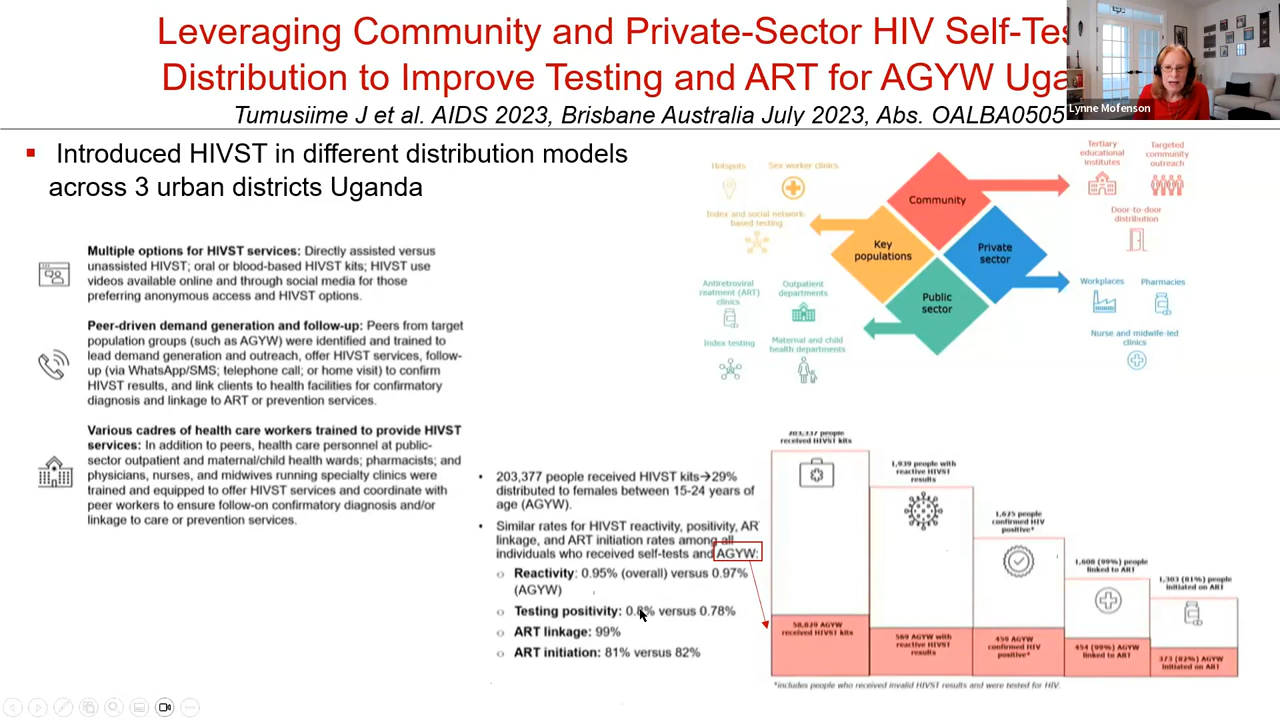 Leveraging Community and Private-Sector HIV Self-Tes
Distribution to Improve Testing and ART for AGYW Uga
Tumusiime J et al. AIDS 2023, Brisbane Australia July 2023, Abs. OALBA0505
Lynne Mofenson
Introduced HIVST in different distribution models
across 3 urban districts Uganda
Multiple options for HIVST services: Directly assisted versus
unassisted HIVST; oral or blood-based HIVST kits; HIVST use
videos available online and through social media for those
preferring anonymous access and HIVST options.
Peer-driven demand generation and follow-up: Peers from target
population groups (such as AGYW) were identified and trained to
lead demand generation and outreach, offer HIVST services, follow-
up (via WhatsApp/SMS; telephone call; or home visit) to confirm
HIVST results, and link clients to health facilities for confirmatory
diagnosis and linkage to ART or prevention services.
Various cadres of health care workers trained to provide HIVST
services: In addition to peers, health care personnel at public-
sector outpatient and maternal/child health wards; pharmacists; and
physicians, nurses, and midwives running specialty clinics were
trained and equipped to offer HIVST services and coordinate with
peer workers to ensure follow-on confirmatory diagnosis and/or
linkage to care or prevention services.
Hotspots
Sex worker clinics
Index and social network-
based testing
Key
populations
Community
Private
sector
Public
sector
Tertiary
educational
institutes
Targeted
community
outreach
Door-to-door
distribution
Workplaces
Pharmacies
Nurse and midwife-led
clinics
Antiretroviral
reatment (ART)
clinics
Outpatient
departments
Index testing
Maternal and child
health departments
• 203,377 people received HIVST kits→29%
distributed to females between 15-24 years of
age (AGYW).
• Similar rates for HIVST reactivity, positivity, AR
linkage, and ART initiation rates among all
individuals who received self-tests and AGYW:
Reactivity: 0.95% (overall) versus 0.97%
(AGYW)
Testing positivity: 0.8% versus 0.78%
ART linkage: 99%
ART initiation: 81% versus 82%
people
received HIVST kits
1,939 people with
reactive HIVST
results
1,625 people
confirmed HIV
positive*
1,608 (99%) people
linked to ART
1,303 (81%) people
initiated on ART
AGYW
received HIVST kits
569 AGYW with
reactive HIVST
results
AGYW
confirmed HIV
positive*
454 (99%) AGYW
linked to ART
373 (82%) AGYW
initiated on ART
*includes people who received invalid HIVST results and were tested for HIV.